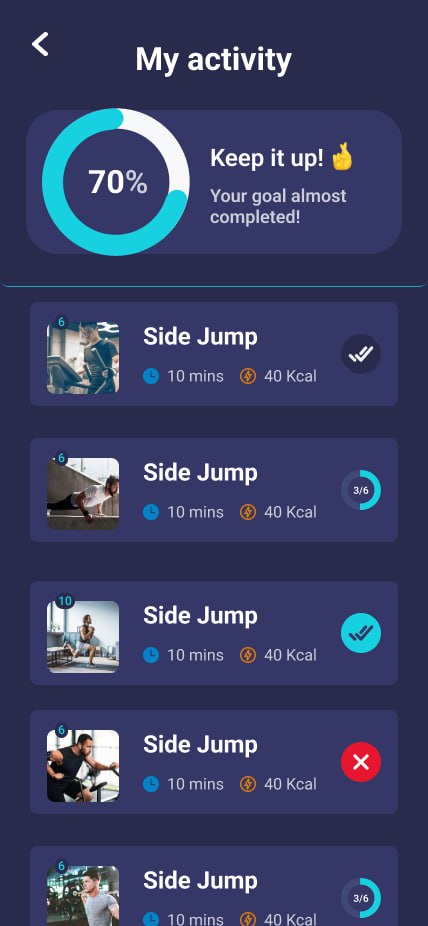 My activity
70%
Keep it up! 🤞
Your goal almost
completed!
6
Side Jump
10 mins 40 Kcal
6
Side Jump
10 mins 40 Kcal
3/6
10
Side Jump
10 mins 40 Kcal
6
Side Jump
10 mins 40 Kcal
6
Side Jump
10 mins 40 Kcal
3/6